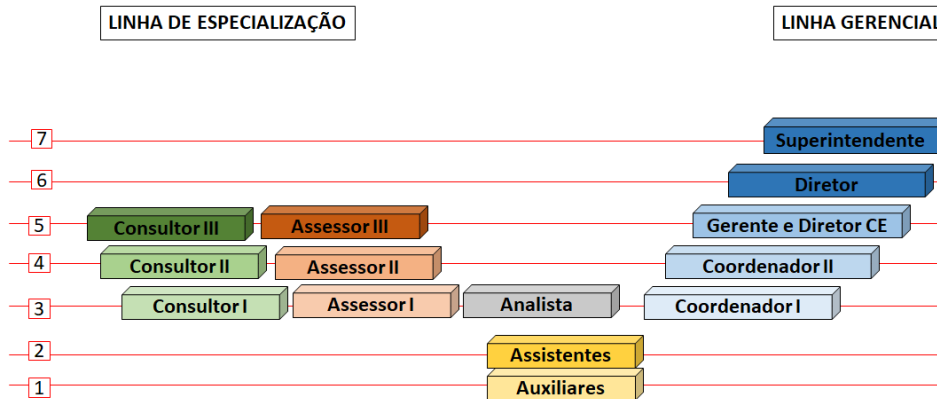 LINHA DE ESPECIALIZAÇÃO
LINHA GERENCIAL
7
Superintendente
6
Diretor
5
Consultor III
Assessor III
Gerente e Diretor CE
4
Consultor II
Assessor II
Coordenador II
3
Consultor I
Assessor I
Analista
Coordenador I
2
Assistentes
1
Auxiliares